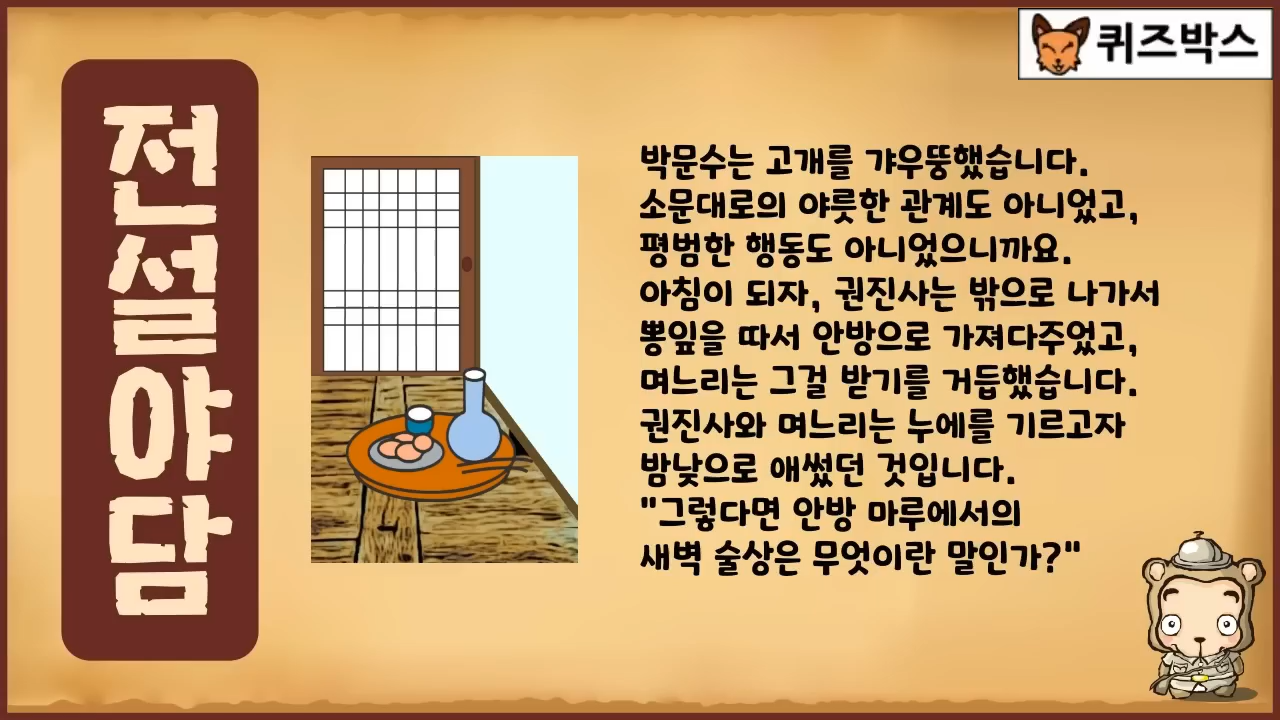 퀴즈박스
전설야담
박문수는 고개를 갸우뚱했습니다.
소문대로의 야릇한 관계도 아니었고,
평범한 행동도 아니었으니까요.
아침이 되자, 권진사는 밖으로 나가서
뽕잎을 따서 안방으로 가져다주었고,
며느리는 그걸 받기를 거듭했습니다.
권진사와 며느리는 누에를 기르고자
밤낮으로 애썼던 것입니다.
"그렇다면 안방 마루에서의
새벽 술상은 무엇이란 말인가?"